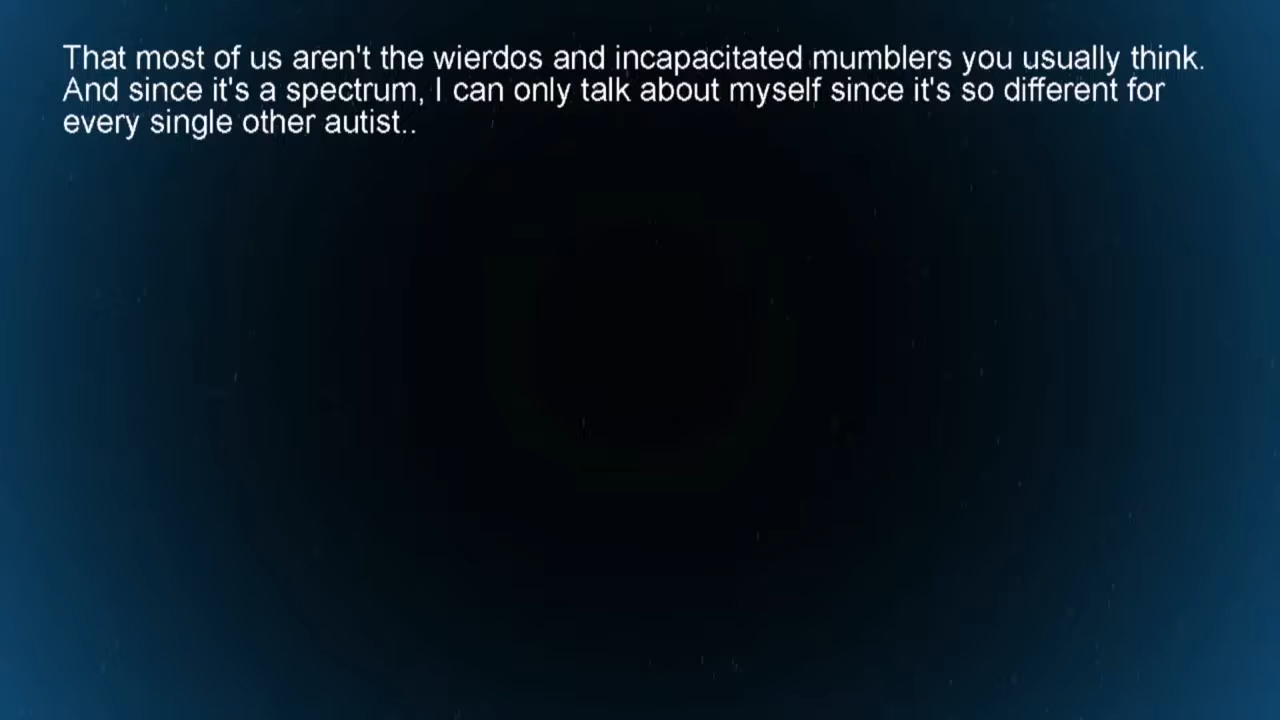 That most of us aren't the wierdos and incapacitated mumblers you usually think.
And since it's a spectrum, I can only talk about myself since it's so different for
every single other autist..